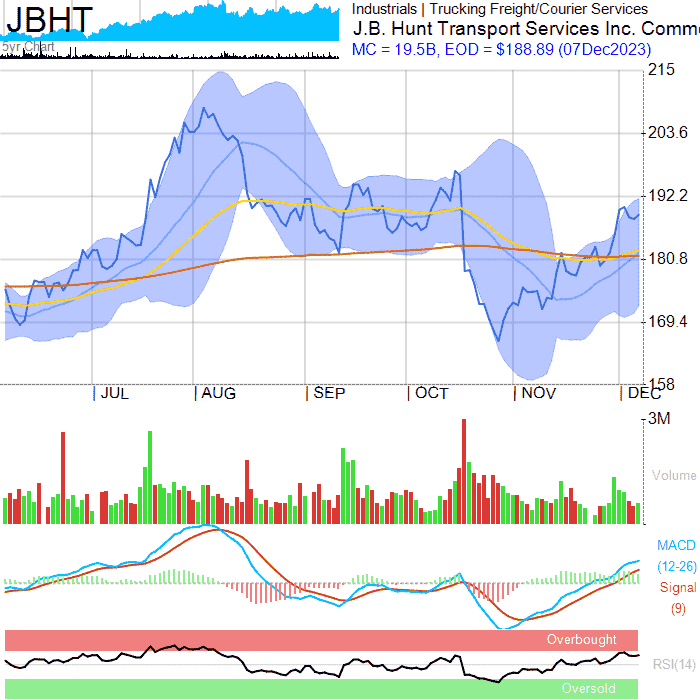 JBHT
5yr Chart
Industrials | Trucking Freight/Courier Services
J.B. Hunt Transport Services Inc. Comm
MC = 19.5B, EOD = $188.89 (07Dec2023)
215
203.6
192.2
180.8
169.4
158
JUL AUG SEP OCT NOV DEC
3M
Volume
MACD
(12-26)
Signal
(9)
Overbought
RSI(14)
Oversold